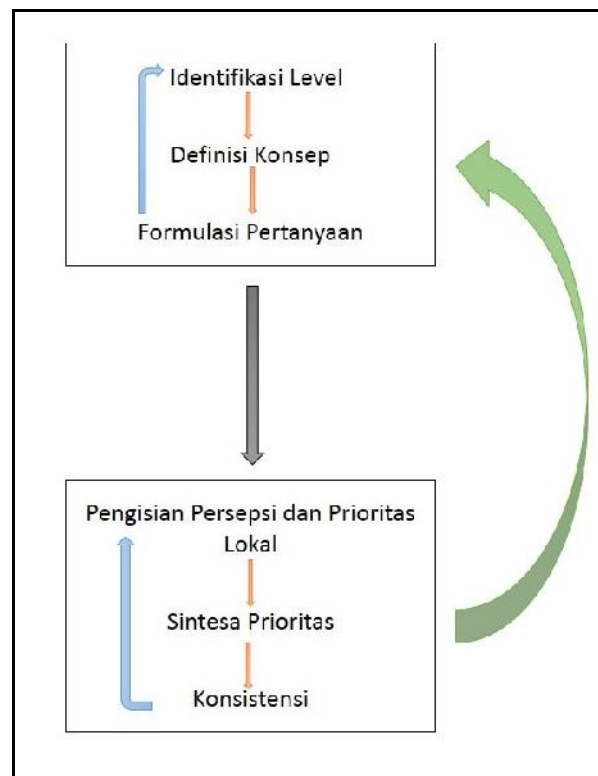 Identifikasi Level
Definisi Konsep
Formulasi Pertanyaan
Pengisian Persepsi dan Prioritas
Lokal
Sintesa Prioritas
Konsistensi